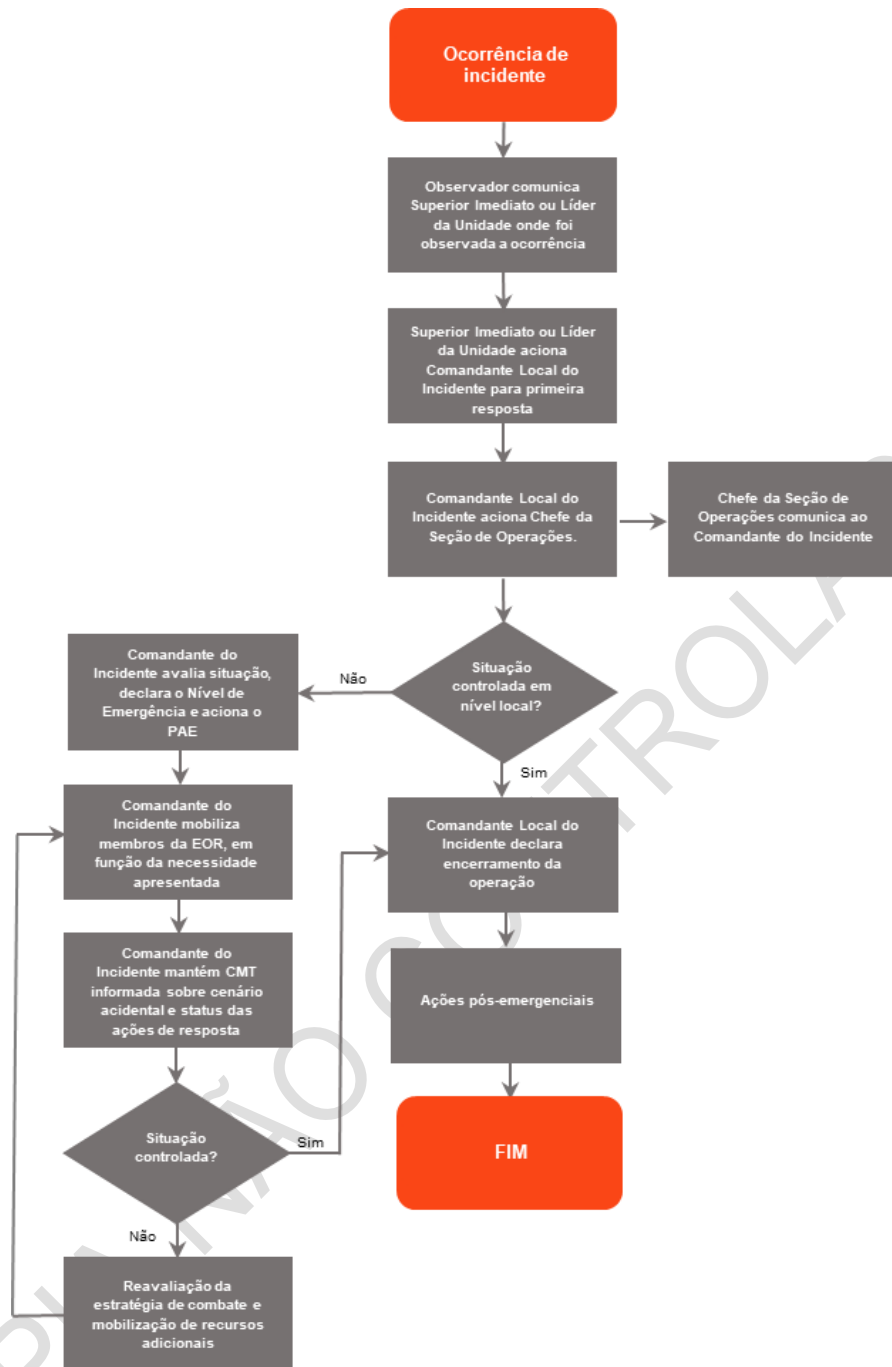 Ocorrência de
incidente
Observador comunica
Superior Imediato ou Líder
da Unidade onde foi
observada a ocorrência
Superior Imediato ou Líder
da Unidade aciona
Comandante Local do
Incidente para primeira
resposta
Comandante Local do
Incidente aciona Chefe da
Seção de Operações.
Chefe da Seção de
Operações comunica ao
Comandante do Incidente
Situação
controlada em
nível local?
Não
Comandante do
Incidente avalia situação,
declara o Nível de
Emergência e aciona o
PAE
Sim
Comandante do
Incidente mobiliza
membros da EOR, em
função da necessidade
apresentada
Comandante Local do
Incidente declara
encerramento da
operação
Comandante do
Incidente mantém CMT
informada sobre cenário
acidental e status das
ações de resposta
Ações pós-emergenciais
Situação
controlada?
Sim
FIM
Não
Reavaliação da
estratégia de combate e
mobilização de recursos
adicionais